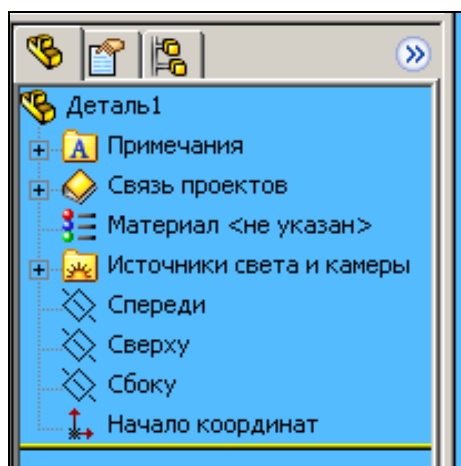 Деталь1
Примечания
Связь проектов
Материал <не указан>
Источники света и камеры
Спереди
Сверху
Сбоку
Начало координат